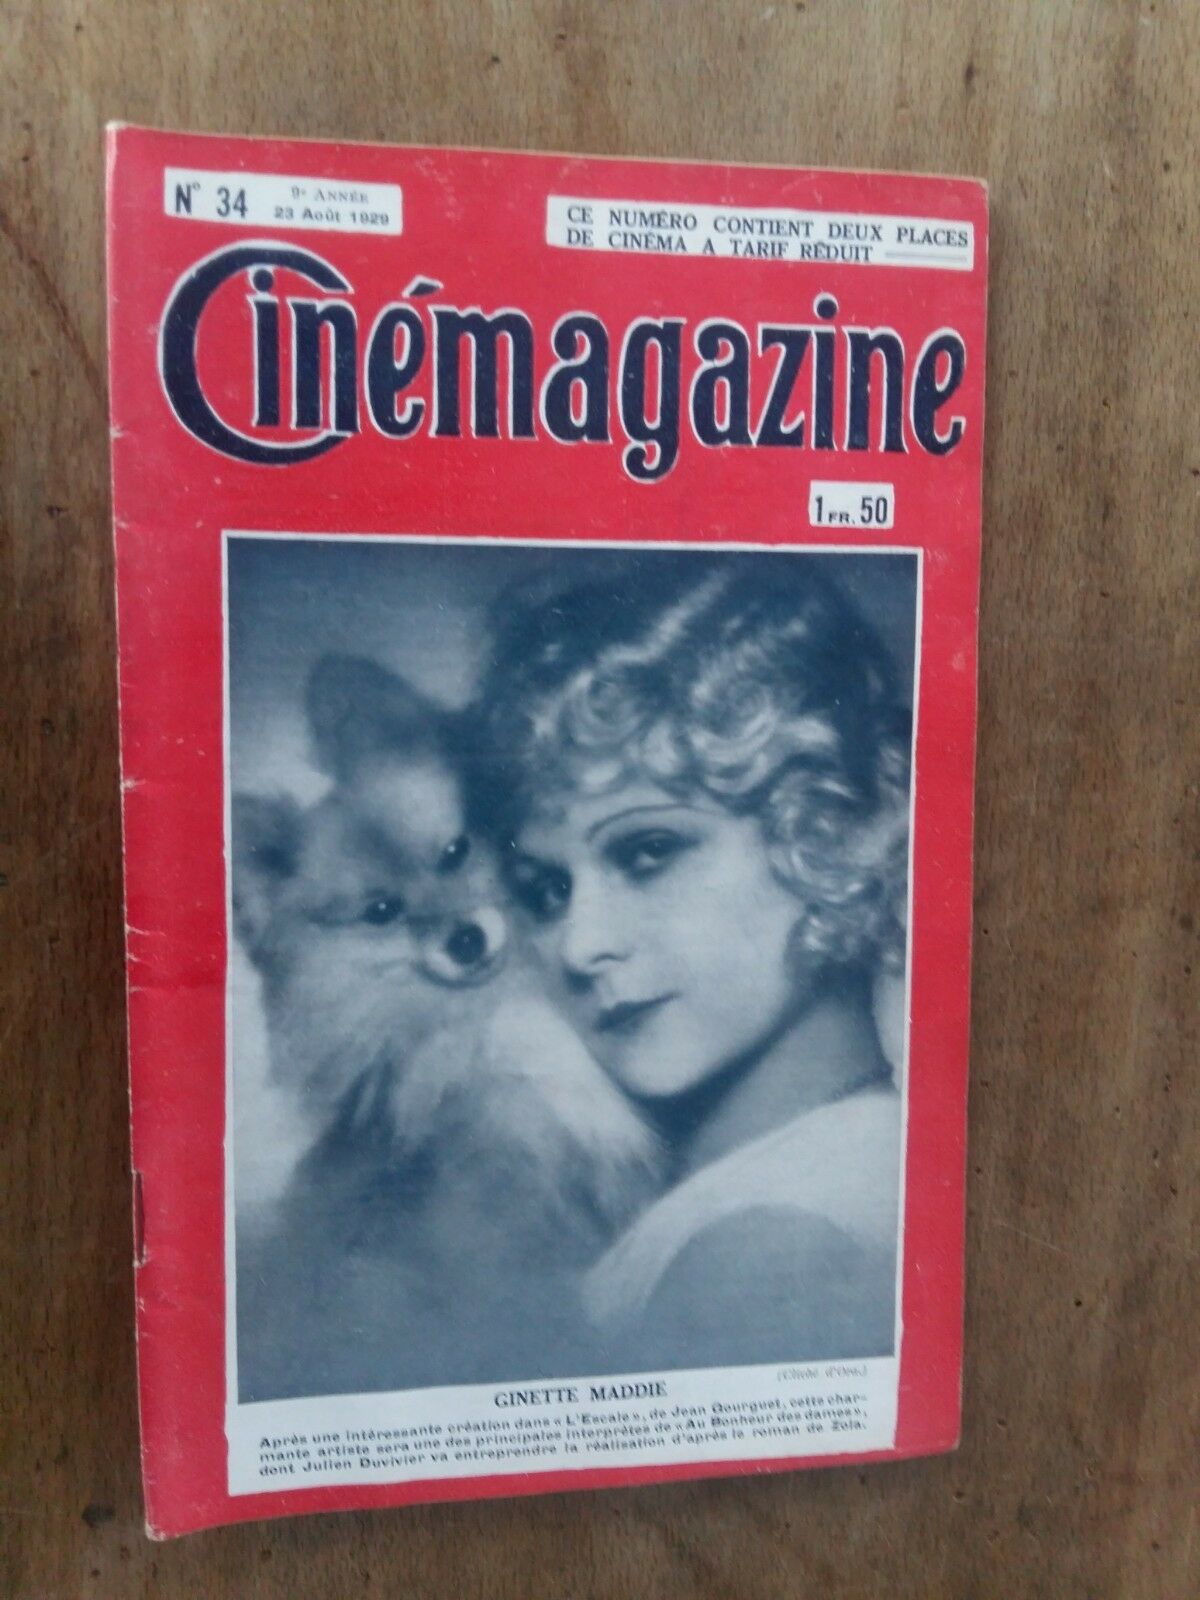 N° 34
9e ANNÉE
23 Août 1929
CE NUMÉRO CONTIENT DEUX PLACES
DE CINÉMA A TARIF RÉDUIT
Cinémagazine
1 FR. 50
(Cliché d'Ora.)
GINETTE MADDIE
Après une intéressante création dans « L'Escale », de Jean Gourguet, cette char-
mante artiste sera une des principales interprètes de « Au Bonheur des dames »,
dont Julien Duvivier va entreprendre la réalisation d'après le roman de Zola.